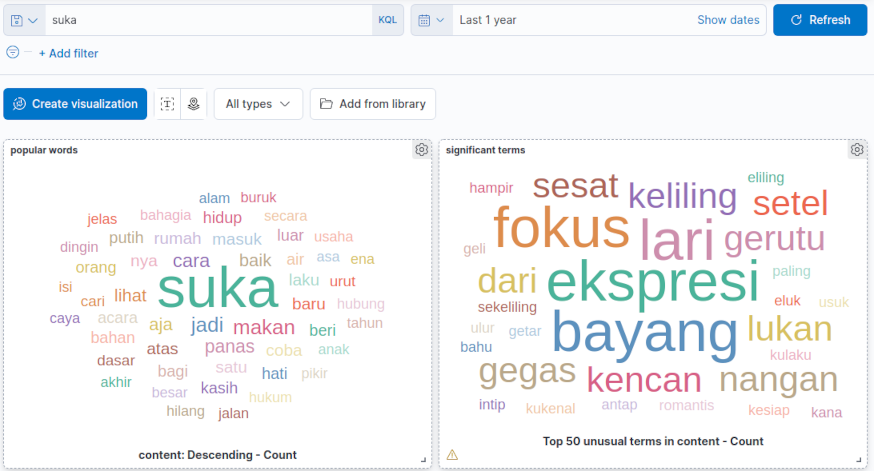 suka KQL Last 1 year Show dates Refresh
+ Add filter
Create visualization All types Add from library
popular words
alam buruk
jelas bahagia hidup secara
putih rumah masuk luar usaha
dingin
orang nya cara baik air asa ena
isi suka laku urut
cari lihat baru hubung
caya acara aja jadi makan beri tahun
bahan atas panas coba anak
dasar bagi satu hati pikir
akhir besar kasih hukum
hilang jalan
content: Descending - Count
significant terms
hampir sesat keliling eliling
setel
fokus lari gerutu
geli
dari ekspresi paling
sekeliling eluk usuk
ulur getar bayang lukan
bahu kulaku
gegas kencan nangan
intip kukenal antap romantis kesiap kana
Top 50 unusual terms in content - Count